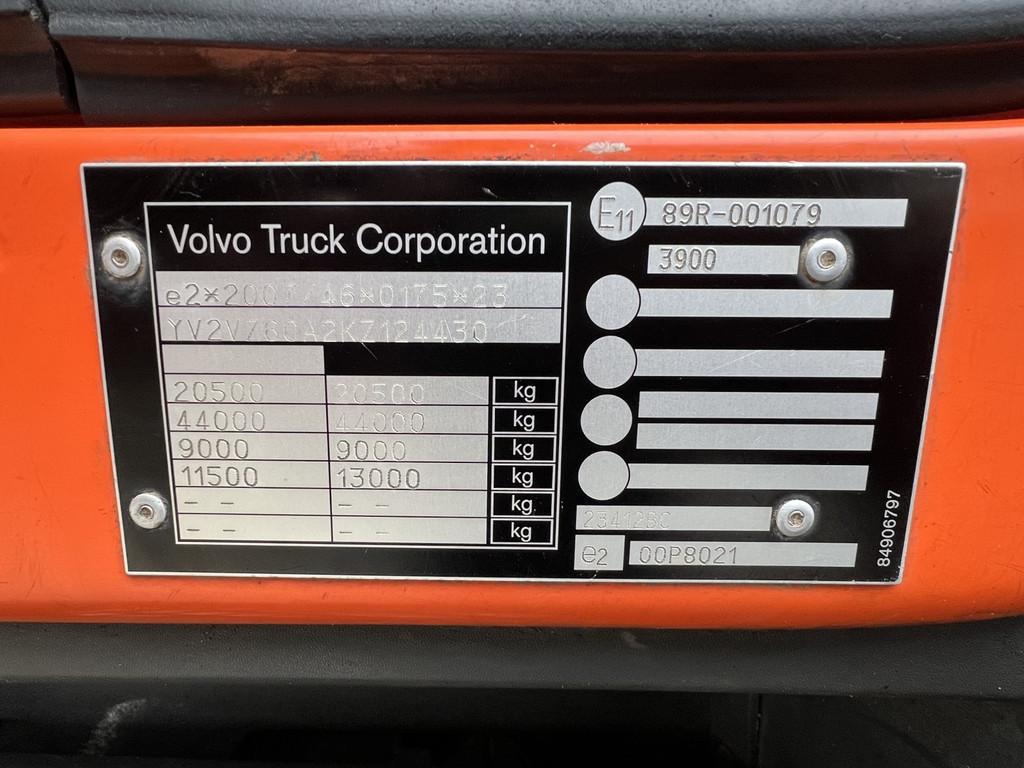 Volvo Truck Corporation
e2*2007/46*0175*23
20500 20500 kg
44000 44000 kg
9000 9000 kg
11500 13000 kg
- - - - kg
- - - - kg
E11 89R-001079
3900
23412BC
e2 00P8021
84906797